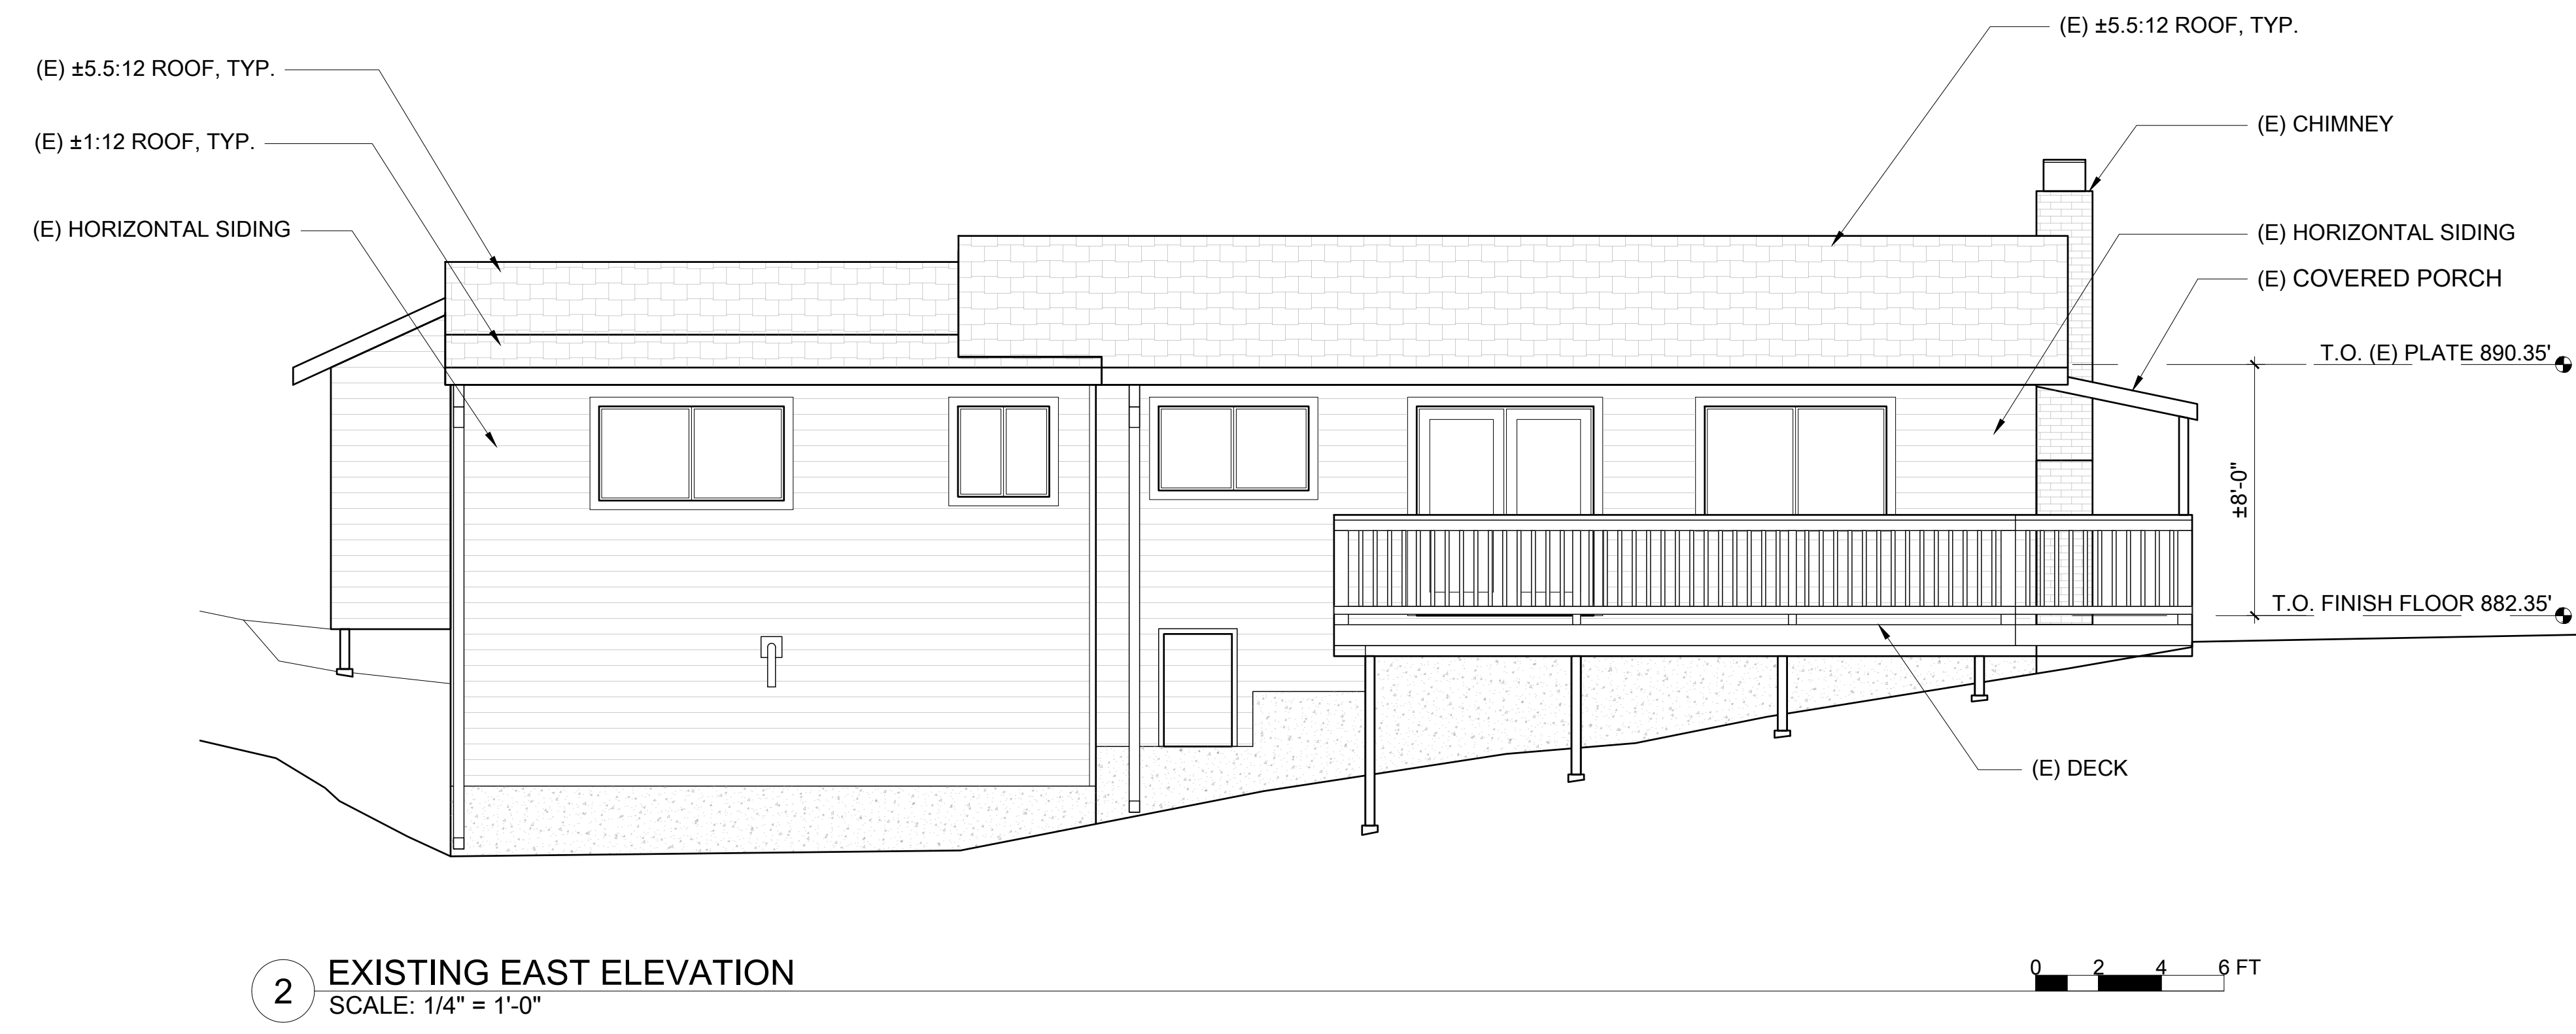 (E) ±5.5:12 ROOF, TYP.
(E) ±5.5:12 ROOF, TYP.
(E) ±1:12 ROOF, TYP.
(E) CHIMNEY
(E) HORIZONTAL SIDING
(E) HORIZONTAL SIDING
(E) COVERED PORCH
T.O. (E) PLATE 890.35'
±8'-0"
T.O. FINISH FLOOR 882.35'
(E) DECK
2
EXISTING EAST ELEVATION
SCALE: 1/4" = 1'-0"
0 2 4 6 FT